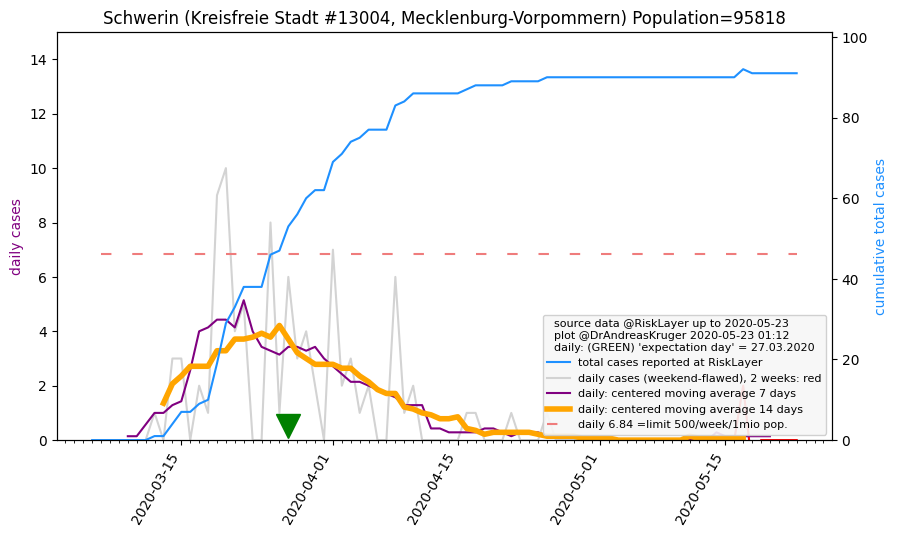 Schwerin (Kreisfreie Stadt #13004, Mecklenburg-Vorpommern) Population=95818
daily cases
14
12
10
8
6
4
2
0
100
80
60
40
20
0
cumulative total cases
source data @RiskLayer up to 2020-05-23
plot @DrAndreasKruger 2020-05-23 01:12
daily: (GREEN) 'expectation day' = 27.03.2020
total cases reported at RiskLayer
daily cases (weekend-flawed), 2 weeks: red
daily: centered moving average 7 days
daily: centered moving average 14 days
daily 6.84 =limit 500/week/1mio pop.
2020-03-15
2020-04-01
2020-04-15
2020-05-01
2020-05-15